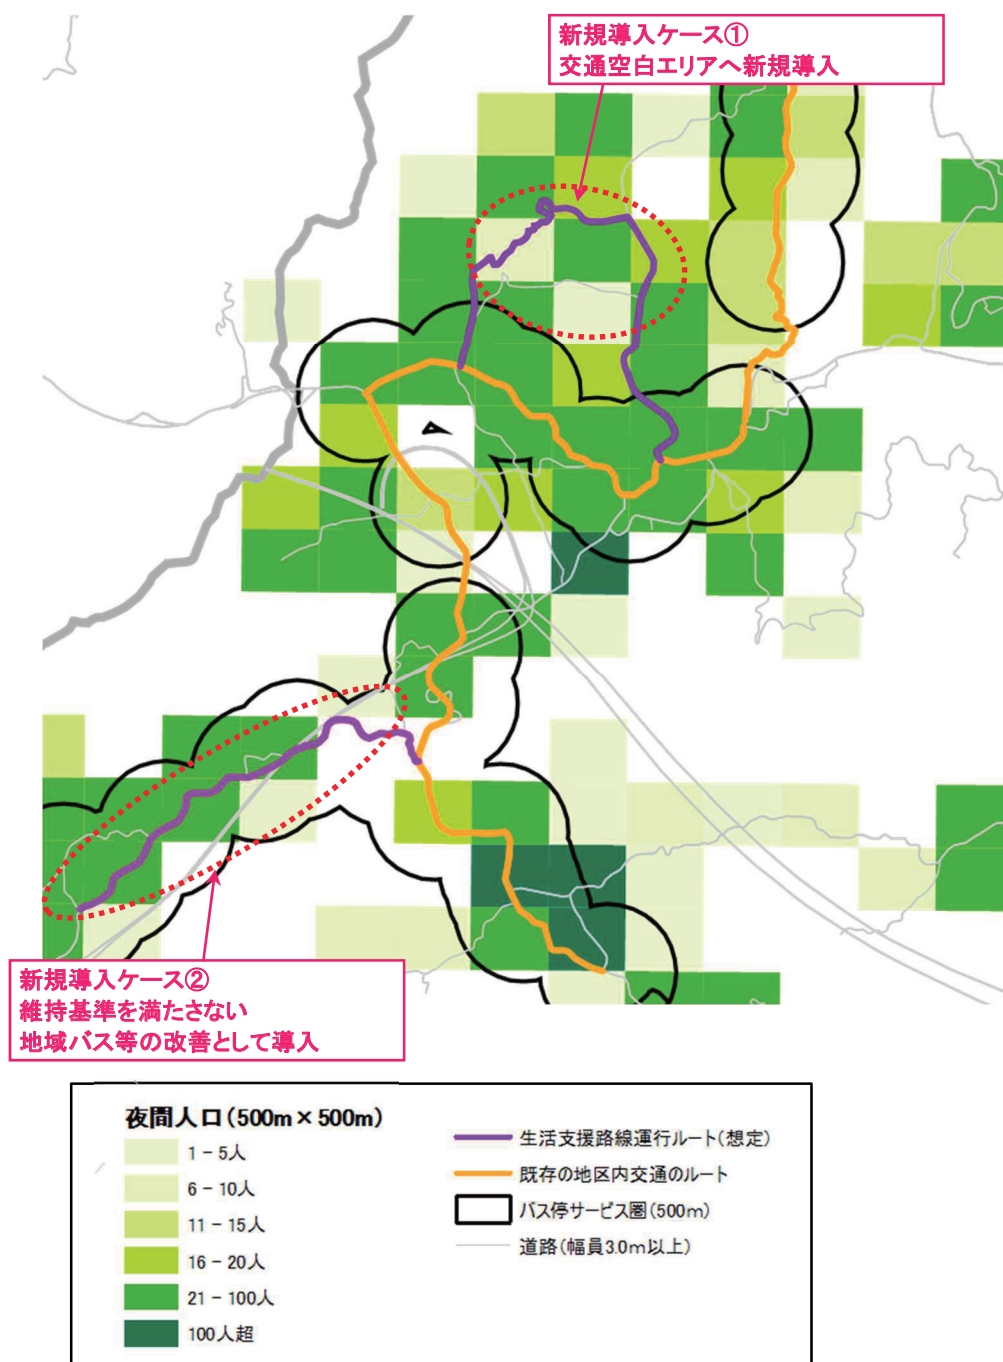 新規導入ケース①
交通空白エリアへ新規導入
新規導入ケース②
維持基準を満たさない
地域バス等の改善として導入
夜間人口(500m×500m)
1 - 5人
6 - 10人
11 - 15人
16 - 20人
21 - 100人
100人超
生活支援路線運行ルート(想定)
既存の地区内交通のルート
バス停サービス圏(500m)
道路(幅員3.0m以上)